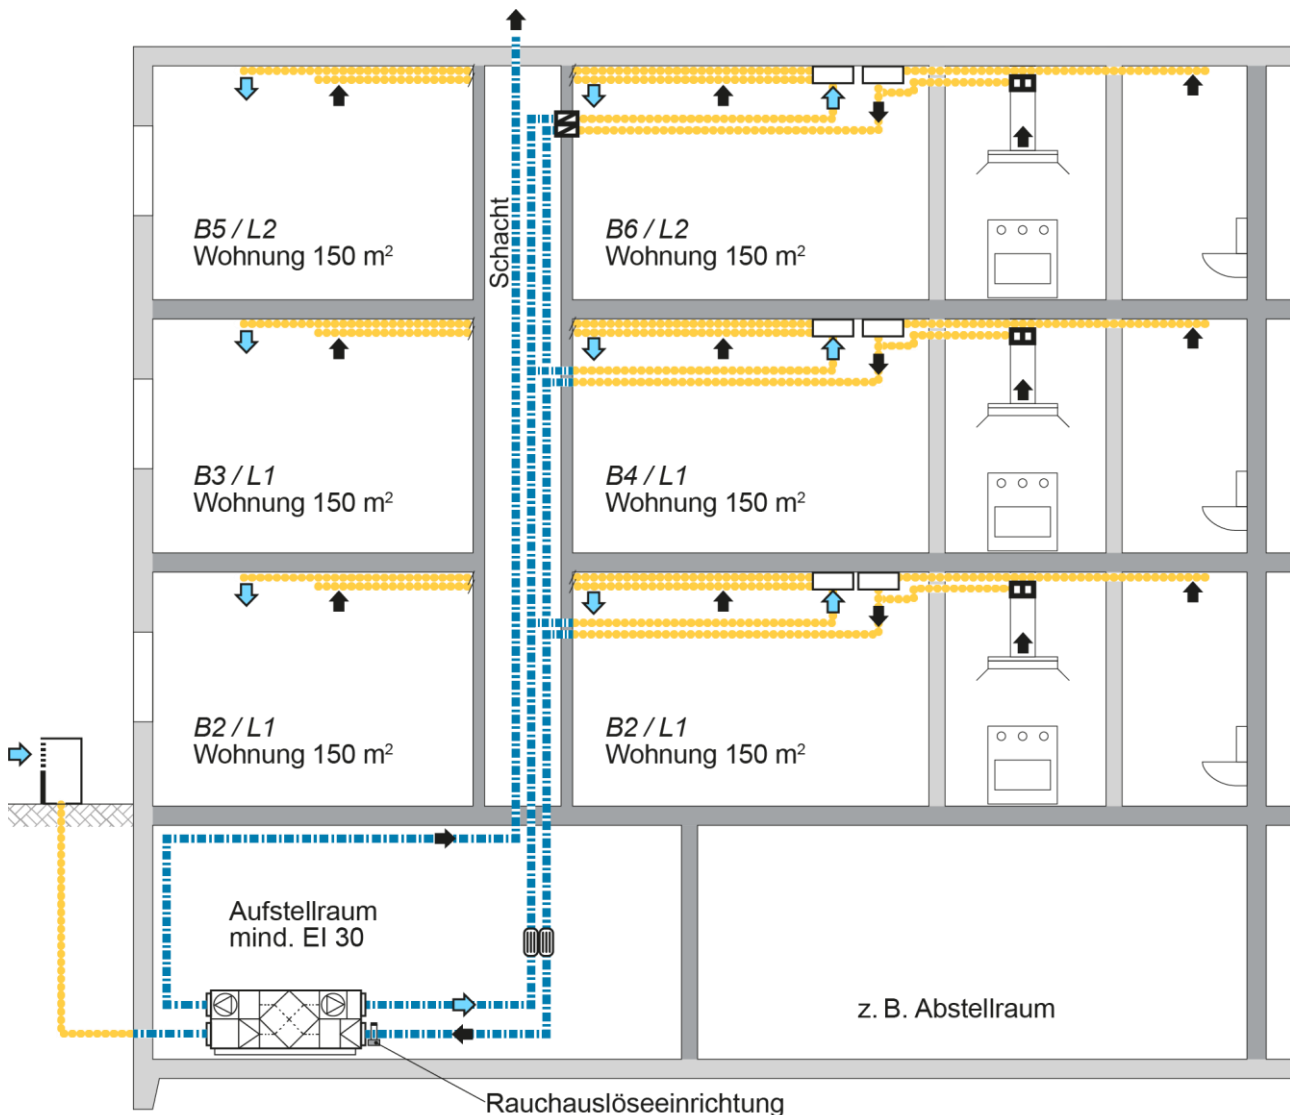 B5 / L2
Wohnung 150 m²
Schacht
B6 / L2
Wohnung 150 m²
B3 / L1
Wohnung 150 m²
B4 / L1
Wohnung 150 m²
B2 / L1
Wohnung 150 m²
B2 / L1
Wohnung 150 m²
Aufstellraum
mind. EI 30
z. B. Abstellraum
Rauchauslöseeinrichtung